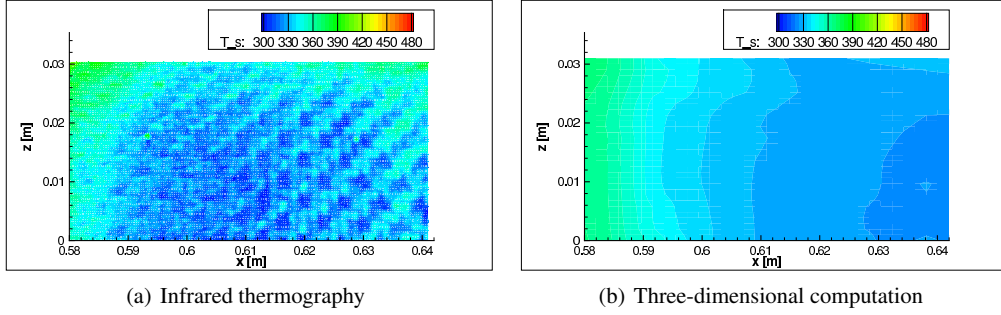 T_s: 300 330 360 390 420 450 480
z [m]
0.03
0.02
0.01
0
0.58 0.59 0.6 0.61 0.62 0.63 0.64
x [m]
(a) Infrared thermography
T_s: 300 330 360 390 420 450 480
z [m]
0.03
0.02
0.01
0
0.58 0.59 0.6 0.61 0.62 0.63 0.64
x [m]
(b) Three-dimensional computation